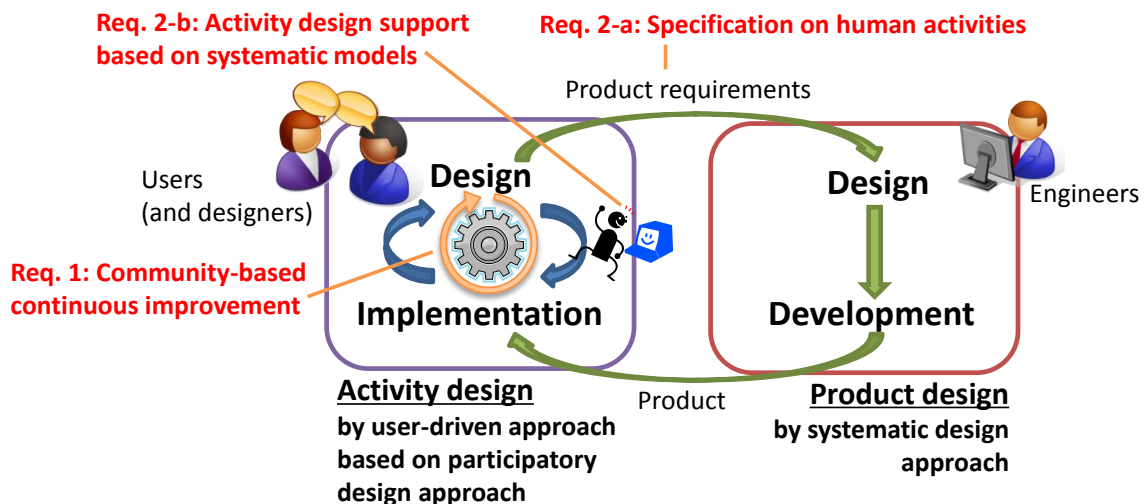 Req. 2-b: Activity design support
based on systematic models
Req. 2-a: Specification on human activities
Product requirements
Users
(and designers)
Design
Design
Engineers
Req. 1: Community-based
continuous improvement
Implementation
Development
Activity design
by user-driven approach
based on participatory
design approach
Product
Product design
by systematic design
approach